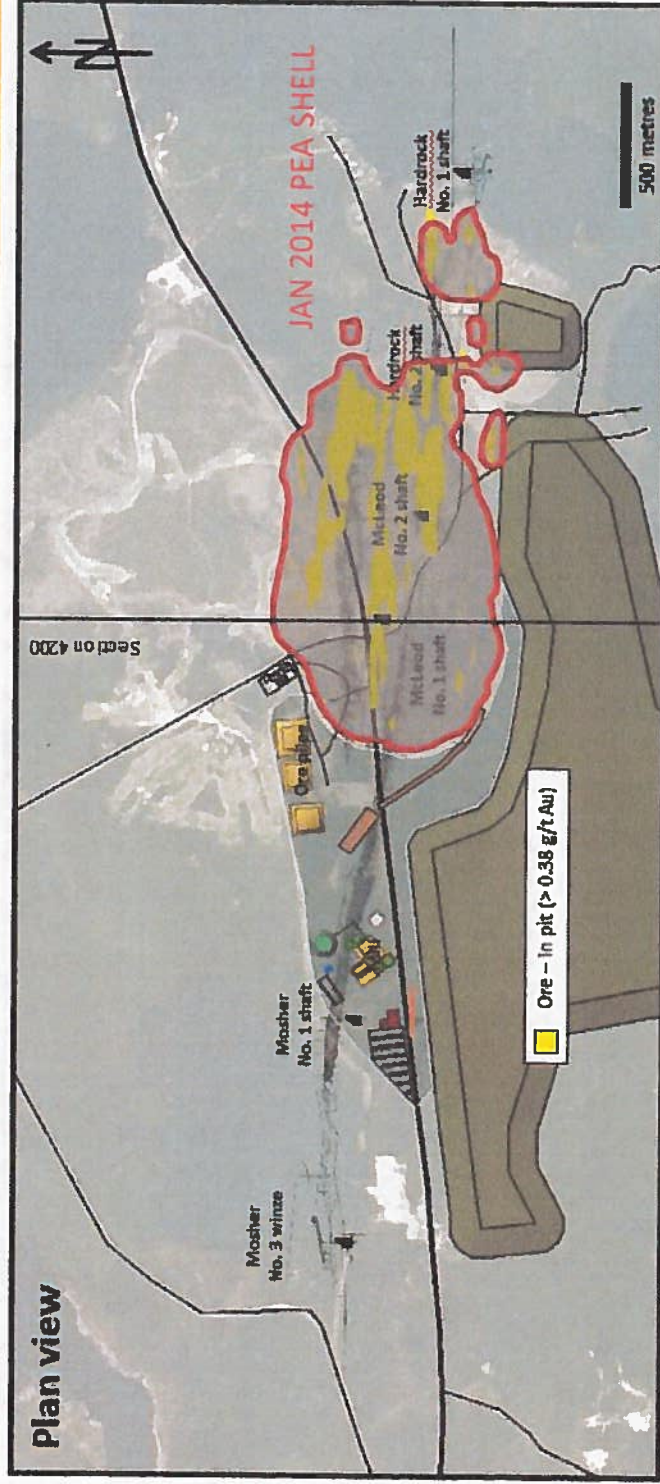 Plan view
N
JAN 2014 PEA SHELL
Section 4200
Mosher
No. 3 winze
Mosher
No. 1 shaft
Ore piles
McLeod
No. 1 shaft
McLeod
No. 2 shaft
Hardrock
No. 2 shaft
Hardrock
No. 1 shaft
Ore – In pit (> 0.38 g/t Au)
500 metres